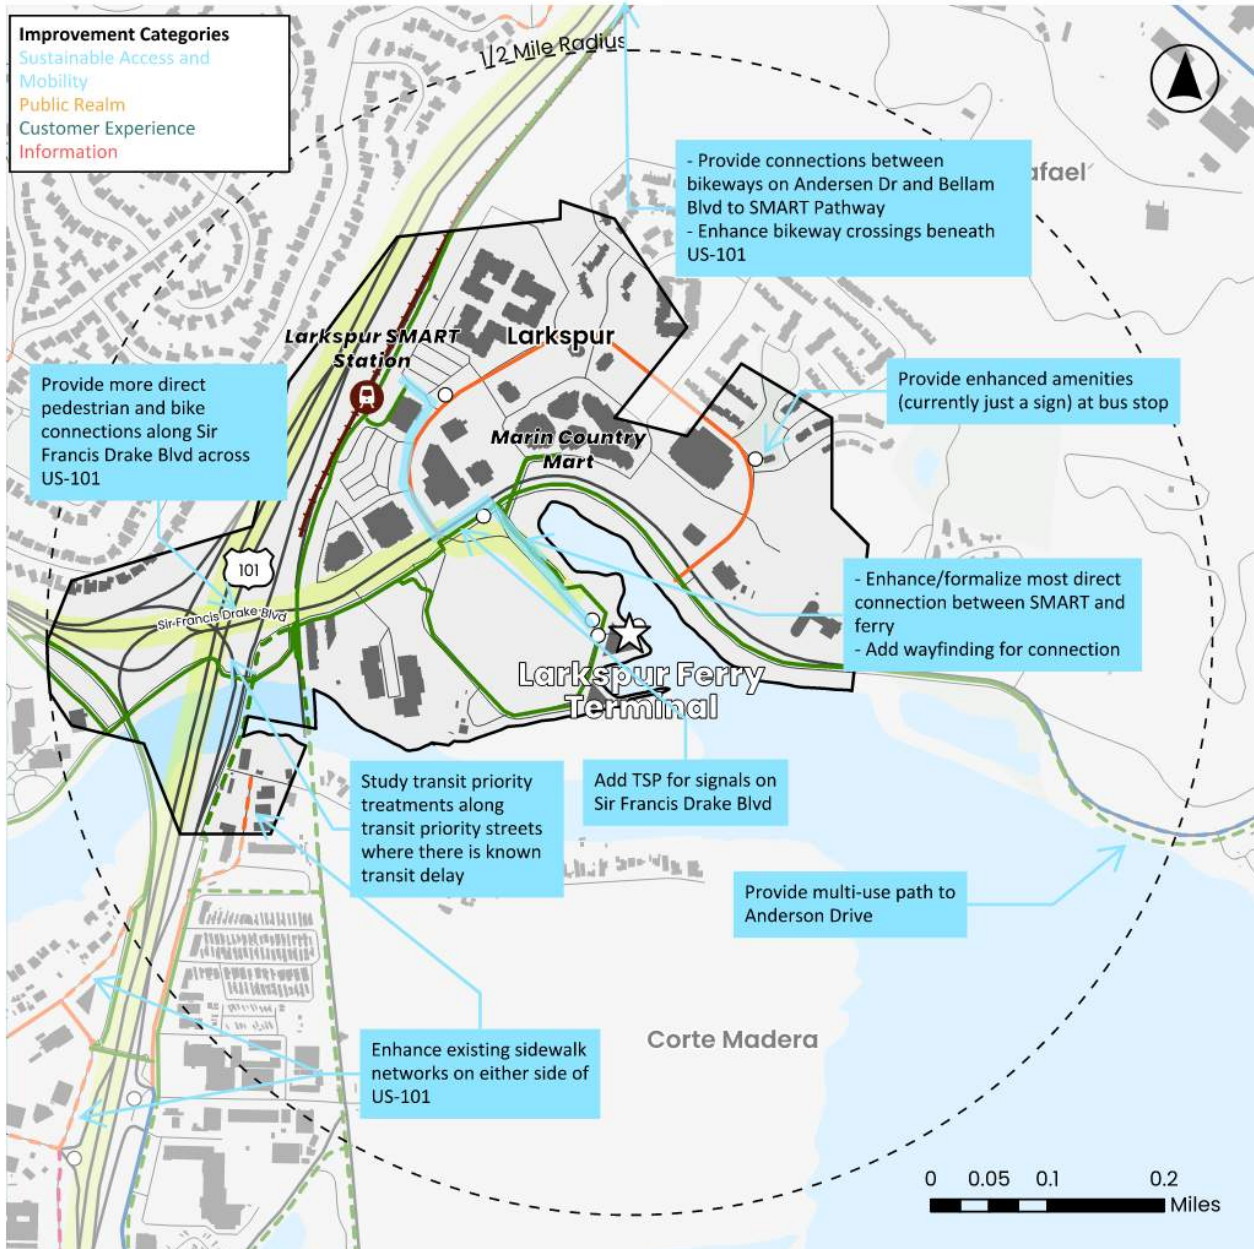 Improvement Categories
Sustainable Access and
Mobility
Public Realm
Customer Experience
Information
1/2 Mile Radius
- Provide connections between
bikeways on Andersen Dr and Bellam
Blvd to SMART Pathway
- Enhance bikeway crossings beneath
US-101
afael
Larkspur SMART
Station
Larkspur
Provide more direct
pedestrian and bike
connections along Sir
Francis Drake Blvd across
US-101
Provide enhanced amenities
(currently just a sign) at bus stop
Marin Country
Mart
101
Sir Francis Drake Blvd
- Enhance/formalize most direct
connection between SMART and
ferry
- Add wayfinding for connection
Larkspur Ferry
Terminal
Study transit priority
treatments along
transit priority streets
where there is known
transit delay
Add TSP for signals on
Sir Francis Drake Blvd
Provide multi-use path to
Anderson Drive
Enhance existing sidewalk
networks on either side of
US-101
Corte Madera
0 0.05 0.1 0.2
Miles